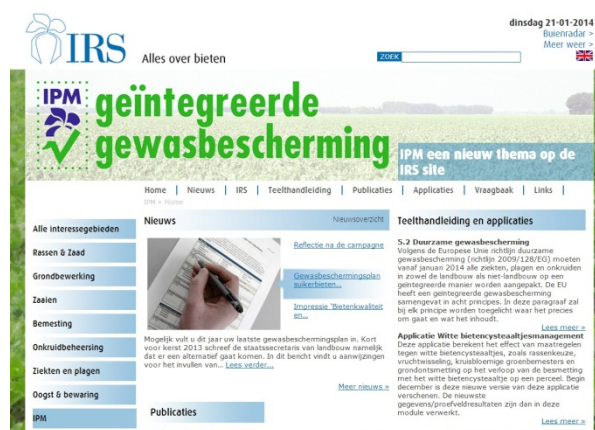 dinsdag 21-01-2014
Buienradar >
Meer weer >
IRS
Alles over bieten
ZOEK
IPM
geïntegreerde
gewasbescherming
IPM een nieuw thema op de
IRS site
Home | Nieuws | IRS | Teelthandleiding | Publicaties | Applicaties | Vraagbaak | Links |
IPM » Home
Alle interessegebieden
Rassen & Zaad
Grondbewerking
Zaaien
Bemesting
Onkruidbeheersing
Ziekten en plagen
Oogst & bewaring
IPM
Nieuws
Nieuwsoverzicht
Reflectie na de campagne
Gewasbeschermingsplan
suikerbieten...
Impressie 'Bietenkwaliteit
en...
Mogelijk vult u dit jaar uw laatste gewasbeschermingsplan in. Kort
voor kerst 2013 schreef de staatssecretaris van landbouw namelijk
dat er een alternatief gaat komen. In dit bericht vindt u aanwijzingen
voor het invullen van... Lees verder...
Meer nieuws »
Publicaties
Teelthandleiding en applicaties
5.2 Duurzame gewasbescherming
Volgens de Europese Unie richtlijn duurzame
gewasbescherming (richtlijn 2009/128/EG) moeten
vanaf januari 2014 alle ziekten, plagen en onkruiden
in zowel de landbouw als niet-landbouw op een
geintegreerde manier worden aangepakt. De EU
heeft een geintegreerde gewasbescherming
samengevat in acht principes. In deze paragraaf zal
bij elk principe worden toegelicht waar het precies
om gaat en wat het inhoudt.
Lees meer »
Applicatie Witte bietencysteaaltjesmanagement
Deze applicatie berekent het effect van maatregelen
tegen witte bietencysteaaltjes, zoals rassenkeuze,
vruchtwisseling, kruisbloemige groenbemesters en
grondontsmetting op het verloop van de besmetting
met het witte bietencysteaaltje op een perceel. Begin
december is deze nieuwe versie van deze applicatie
verschenen. De nieuwste
gegevens/proefveldresultaten zijn dan in deze
module verwerkt.
Lees meer »